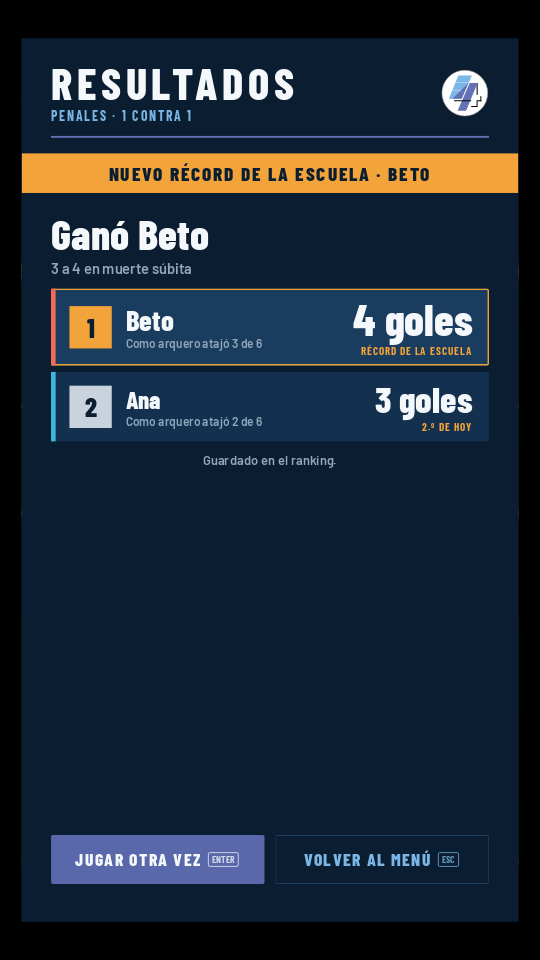 RESULTADOS
PENALES · 1 CONTRA 1
NUEVO RÉCORD DE LA ESCUELA · BETO
Ganó Beto
3 a 4 en muerte súbita
1
Beto
Como arquero atajó 3 de 6
4 goles
RÉCORD DE LA ESCUELA
2
Ana
Como arquero atajó 2 de 6
3 goles
2.º DE HOY
Guardado en el ranking.
JUGAR OTRA VEZ ENTER
VOLVER AL MENÚ ESC